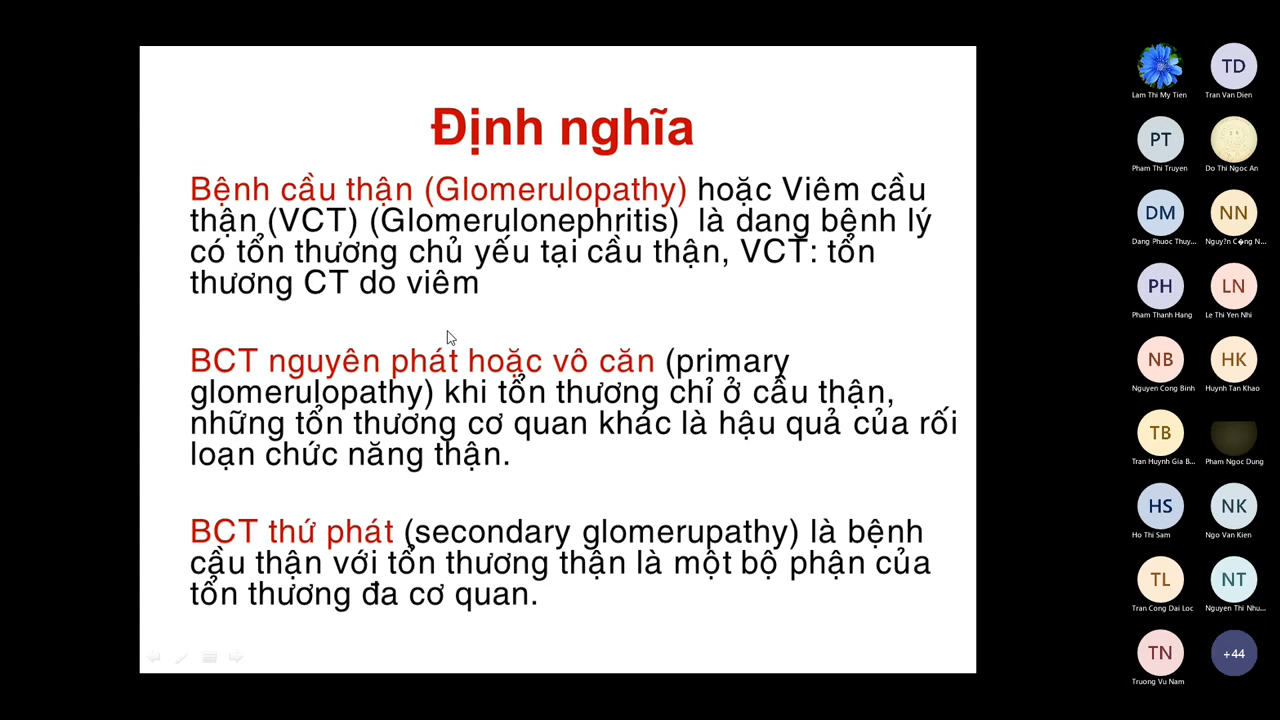 Định nghĩa
Bệnh cầu thận (Glomerulopathy) hoặc Viêm cầu
thận (VCT) (Glomerulonephritis) là dang bệnh lý
có tổn thương chủ yếu tại cầu thận, VCT: tổn
thương CT do viêm
BCT nguyên phát hoặc vô căn (primary
glomerulopathy) khi tổn thương chỉ ở cầu thận,
những tổn thương cơ quan khác là hậu quả của rối
loạn chức năng thận.
BCT thứ phát (secondary glomerupathy) là bệnh
cầu thận với tổn thương thận là một bộ phận của
tổn thương đa cơ quan.
Lam Thi My Tien
TD
Tran Van Dien
PT
Pham Thi Truyen
Do Thi Ngoc An
DM
Dang Phuoc Thuy...
NN
Nguy?n C�ng N...
PH
Pham Thanh Hang
LN
Le Thi Yen Nhi
NB
Nguyen Cong Binh
HK
Huynh Tan Khao
TB
Tran Huynh Gia B...
Pham Ngoc Dung
HS
Ho Thi Sam
NK
Ngo Van Kien
TL
Tran Cong Dai Loc
NT
Nguyen Thi Nhu...
TN
Truong Vu Nam
+44